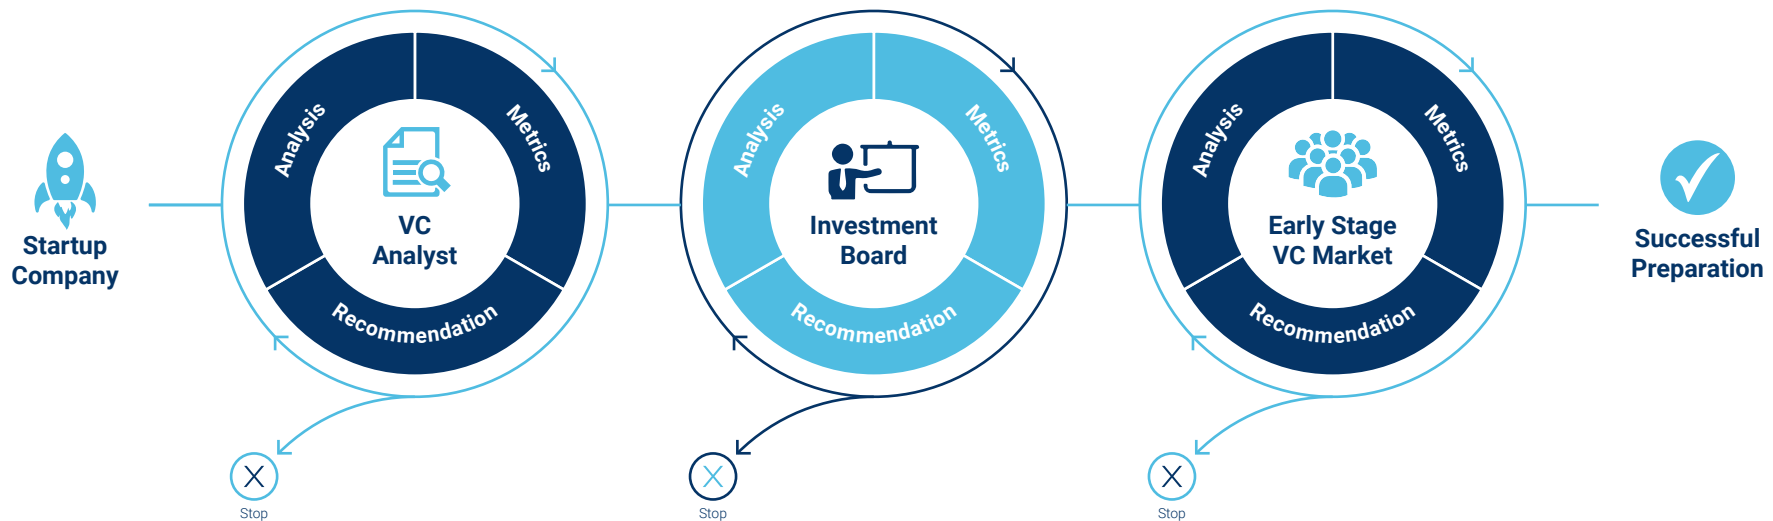 Startup
Company
Analysis
Metrics
Recommendation
VC
Analyst
Stop
Analysis
Metrics
Recommendation
Investment
Board
Stop
Analysis
Metrics
Recommendation
Early Stage
VC Market
Stop
Successful
Preparation